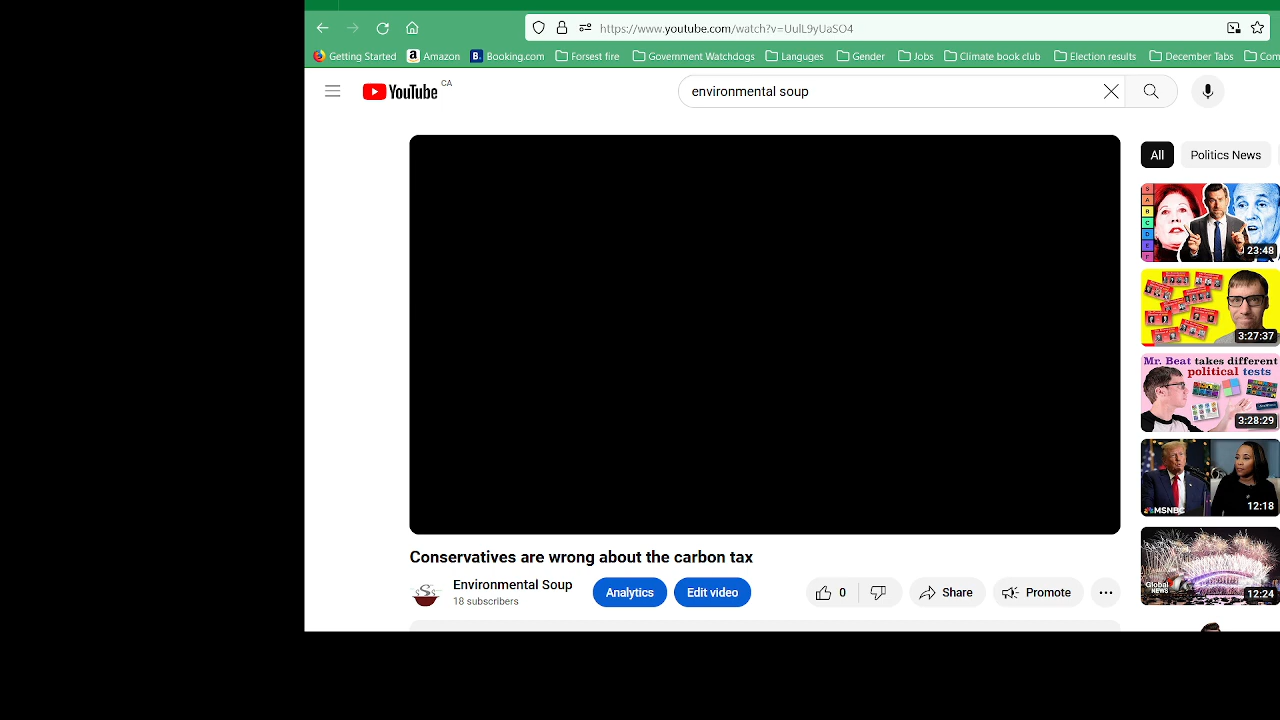 https://www.youtube.com/watch?v=UulL9yUaSO4
Getting Started Amazon Booking.com Forsest fire Government Watchdogs Languges Gender Jobs Climate book club Election results December Tabs Com
YouTube CA
environmental soup
All Politics News
23:48
3:27:37
Mr. Beat takes different
political tests
3:28:29
MSNBC
12:18
Global
NEWS
12:24
Conservatives are wrong about the carbon tax
Environmental Soup
18 subscribers
Analytics Edit video 0 Share Promote